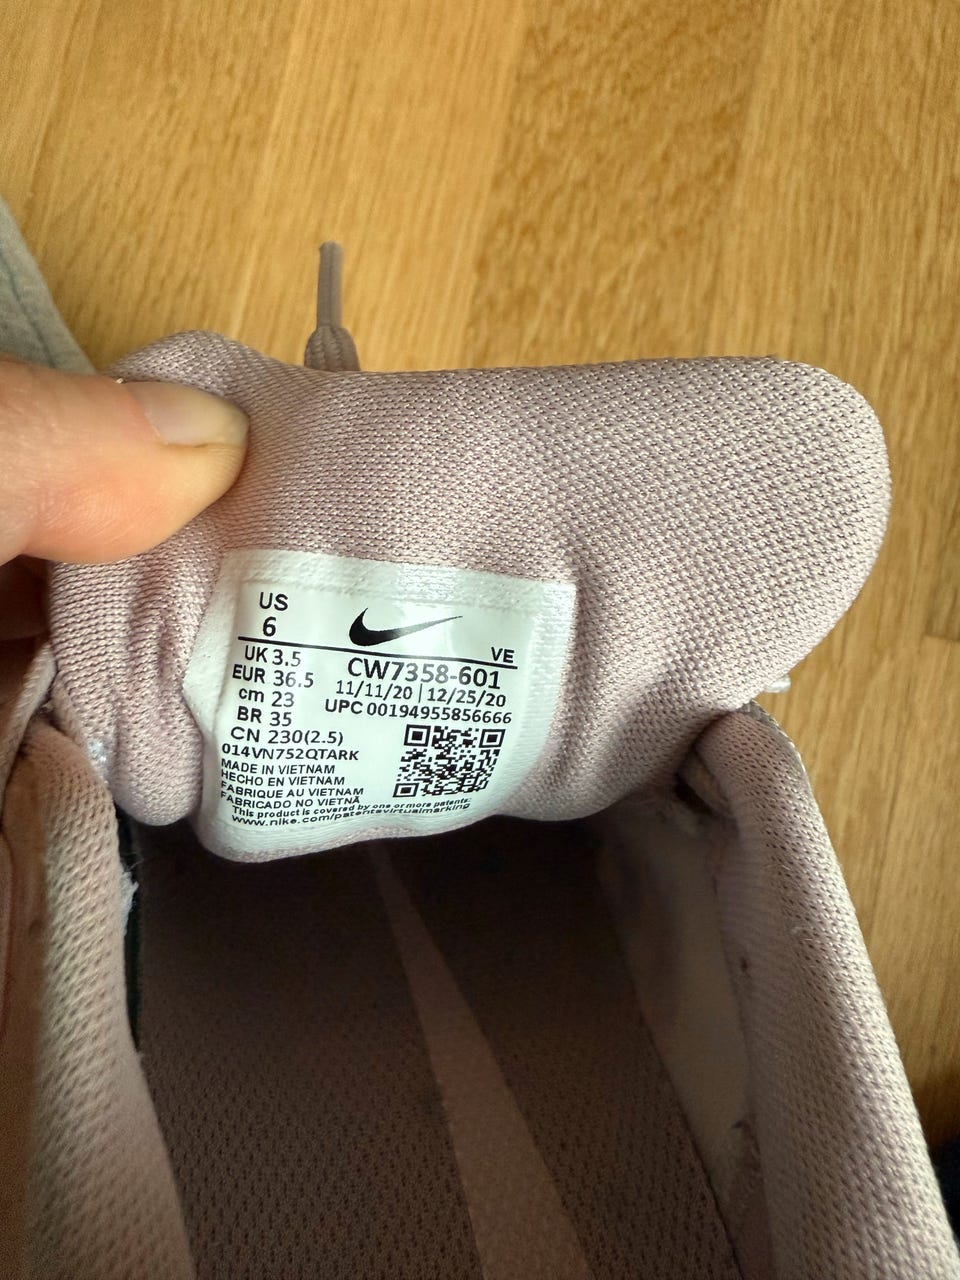 US
6
VE
UK 3.5
EUR 36.5
cm 23
BR 35
CN 230(2.5)
CW7358-601
11/11/20 | 12/25/20
UPC 00194955856666
014VN752QTARK
MADE IN VIETNAM
HECHO EN VIETNAM
FABRIQUE AU VIETNAM
FABRICADO NO VIETNÃ
This product is covered by one or more patents:
www.nike.com/patentsvirtualmarking